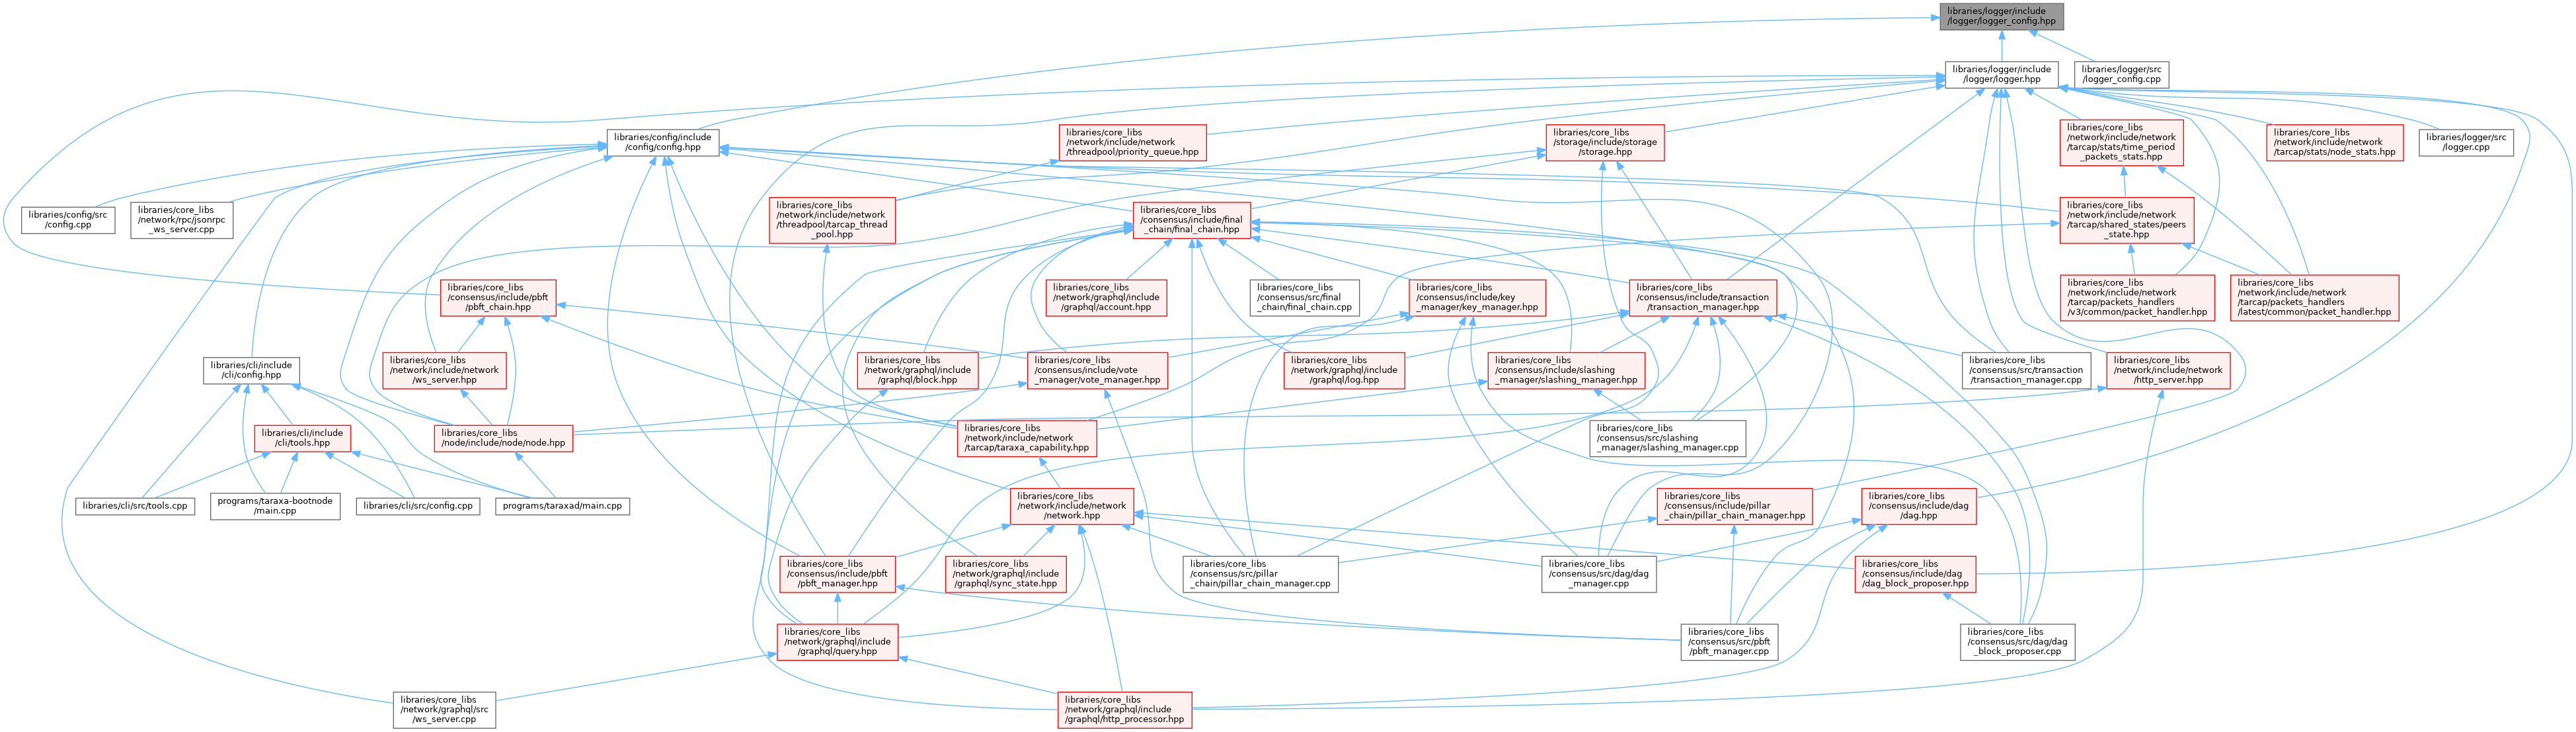 libraries/logger/include
/logger/logger_config.hpp
libraries/logger/include
/logger/logger.hpp
libraries/logger/src
/logger_config.cpp
libraries/config/include
/config/config.hpp
libraries/core_libs
/network/include/network
/threadpool/priority_queue.hpp
libraries/core_libs
/storage/include/storage
/storage.hpp
libraries/core_libs
/network/include/network
/tarcap/stats/time_period
_packets_stats.hpp
libraries/core_libs
/network/include/network
/tarcap/stats/node_stats.hpp
libraries/logger/src
/logger.cpp
libraries/config/src
/config.cpp
libraries/core_libs
/network/rpc/jsonrpc
_ws_server.cpp
libraries/core_libs
/network/include/network
/threadpool/tarcap_thread
_pool.hpp
libraries/core_libs
/consensus/include/final
_chain/final_chain.hpp
libraries/core_libs
/network/include/network
/tarcap/shared_states/peers
_state.hpp
libraries/core_libs
/consensus/include/pbft
/pbft_chain.hpp
libraries/core_libs
/network/graphql/include
/graphql/account.hpp
libraries/core_libs
/consensus/src/final
_chain/final_chain.cpp
libraries/core_libs
/consensus/include/key
_manager/key_manager.hpp
libraries/core_libs
/consensus/include/transaction
/transaction_manager.hpp
libraries/core_libs
/network/include/network
/tarcap/packets_handlers
/v3/common/packet_handler.hpp
libraries/core_libs
/network/include/network
/tarcap/packets_handlers
/latest/common/packet_handler.hpp
libraries/cli/include
/cli/config.hpp
libraries/core_libs
/network/include/network
/ws_server.hpp
libraries/core_libs
/network/graphql/include
/graphql/block.hpp
libraries/core_libs
/consensus/include/vote
_manager/vote_manager.hpp
libraries/core_libs
/network/graphql/include
/graphql/log.hpp
libraries/core_libs
/consensus/include/slashing
_manager/slashing_manager.hpp
libraries/core_libs
/consensus/src/transaction
/transaction_manager.cpp
libraries/core_libs
/network/include/network
/http_server.hpp
libraries/cli/include
/cli/tools.hpp
libraries/core_libs
/node/include/node/node.hpp
libraries/core_libs
/network/include/network
/tarcap/taraxa_capability.hpp
libraries/core_libs
/consensus/src/slashing
_manager/slashing_manager.cpp
libraries/cli/src/tools.cpp
programs/taraxa-bootnode
/main.cpp
libraries/cli/src/config.cpp
programs/taraxad/main.cpp
libraries/core_libs
/network/include/network
/network.hpp
libraries/core_libs
/consensus/include/pillar
_chain/pillar_chain_manager.hpp
libraries/core_libs
/consensus/include/dag
/dag.hpp
libraries/core_libs
/consensus/include/pbft
/pbft_manager.hpp
libraries/core_libs
/network/graphql/include
/graphql/sync_state.hpp
libraries/core_libs
/consensus/src/pillar
_chain/pillar_chain_manager.cpp
libraries/core_libs
/consensus/src/dag/dag
_manager.cpp
libraries/core_libs
/consensus/include/dag
/dag_block_proposer.hpp
libraries/core_libs
/network/graphql/include
/graphql/query.hpp
libraries/core_libs
/consensus/src/pbft
/pbft_manager.cpp
libraries/core_libs
/consensus/src/dag/dag
_block_proposer.cpp
libraries/core_libs
/network/graphql/src
/ws_server.cpp
libraries/core_libs
/network/graphql/include
/graphql/http_processor.hpp